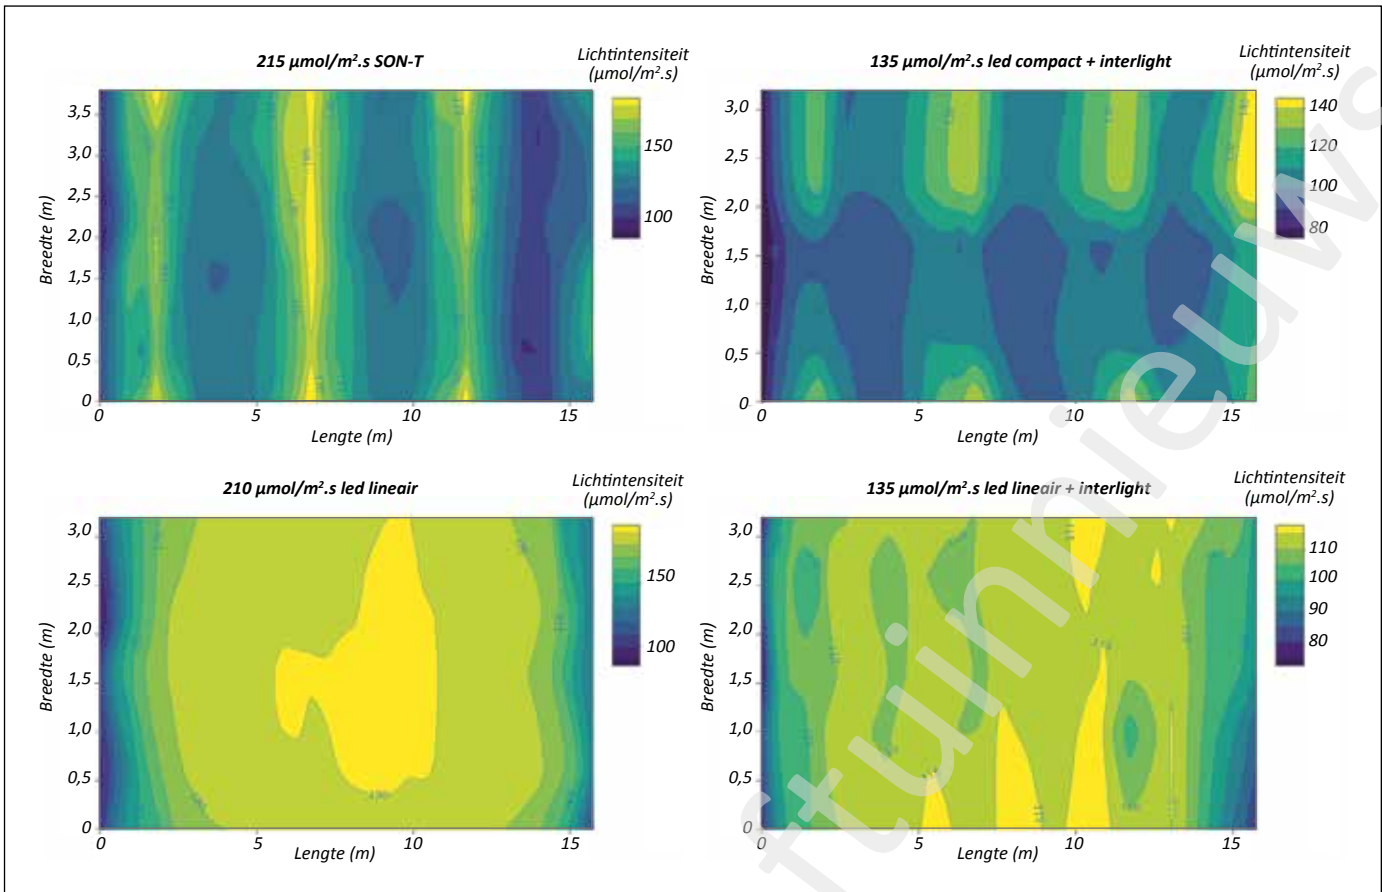 215 µmol/m².s SON-T
Lichtintensiteit
(µmol/m².s)
150
100
3,5
3,0
2,5
2,0
1,5
1,0
0,5
0
Breedte (m)
0 5 10 15
Lengte (m)
135 µmol/m².s led compact + interlight
Lichtintensiteit
(µmol/m².s)
140
120
100
80
3,0
2,5
2,0
1,5
1,0
0,5
0
Breedte (m)
0 5 10 15
Lengte (m)
210 µmol/m².s led lineair
Lichtintensiteit
(µmol/m².s)
150
100
3,0
2,5
2,0
1,5
1,0
0,5
0
Breedte (m)
0 5 10 15
Lengte (m)
135 µmol/m².s led lineair + interlight
Lichtintensiteit
(µmol/m².s)
110
100
90
80
3,0
2,5
2,0
1,5
1,0
0,5
0
Breedte (m)
0 5 10 15
Lengte (m)
ftuinnieuws